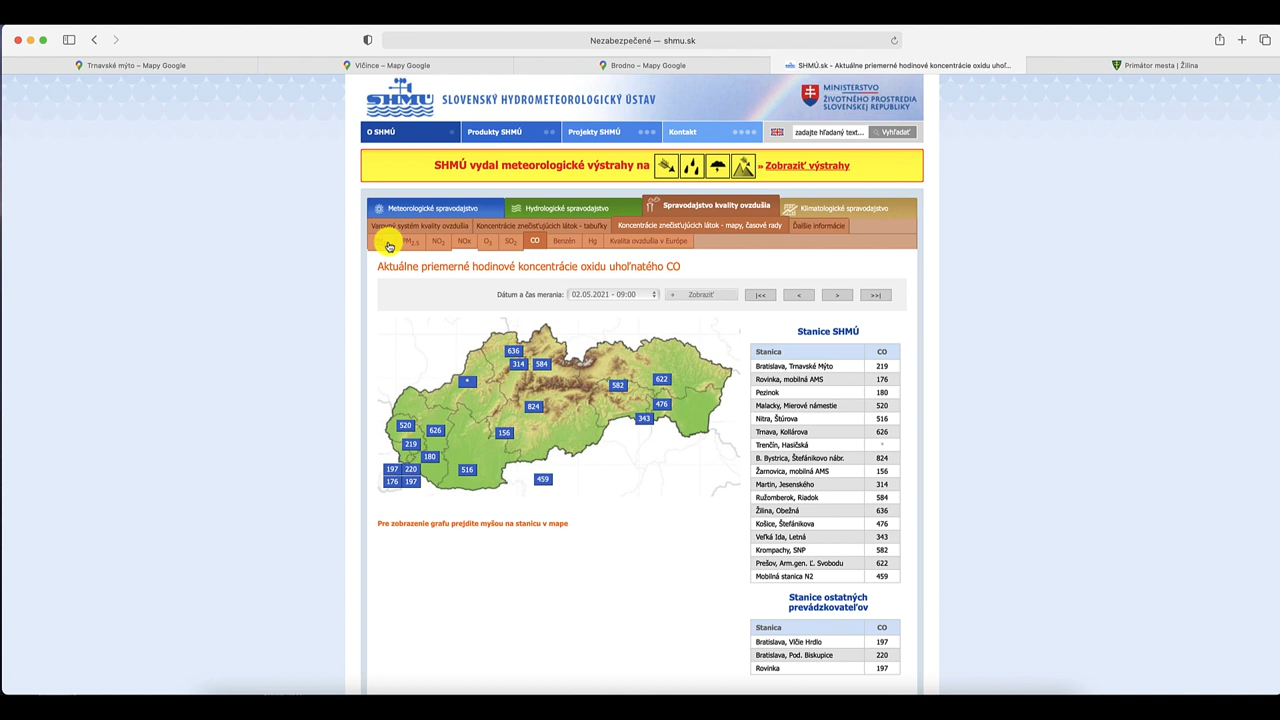 Nezabezpečené — shmu.sk
Trnavské mýto – Mapy Google
Vlčince – Mapy Google
Brodno – Mapy Google
SHMÚ.sk - Aktuálne priemerné hodinové koncentrácie oxidu uhoľ...
Primátor mesta | Žilina
SHMÚ SLOVENSKÝ HYDROMETEOROLOGICKÝ ÚSTAV
MINISTERSTVO
ŽIVOTNÉHO PROSTREDIA
SLOVENSKEJ REPUBLIKY
O SHMÚ
Produkty SHMÚ
Projekty SHMÚ
Kontakt
zadajte hľadaný text...
Vyhľadať
SHMÚ vydal meteorologické výstrahy na » Zobraziť výstrahy
Meteorologické spravodajstvo
Hydrologické spravodajstvo
Spravodajstvo kvality ovzdušia
Klimatologické spravodajstvo
Varovný systém kvality ovzdušia
Koncentrácie znečisťujúcich látok - tabuľky
Koncentrácie znečisťujúcich látok - mapy, časové rady
Ďalšie informácie
PM2,5 NO2 NOx O3 SO2 CO Benzén Hg Kvalita ovzdušia v Európe
Aktuálne priemerné hodinové koncentrácie oxidu uhoľnatého CO
Dátum a čas merania: 02.05.2021 - 09:00 Zobraziť |<< < > >>|
636
314 584
*
582 622
824 476
343
520 626 156
219
180
197 220 516
176 197
459
Pre zobrazenie grafu prejdite myšou na stanicu v mape
Stanice SHMÚ
Stanica CO
Bratislava, Trnavské Mýto 219
Rovinka, mobilná AMS 176
Pezinok 180
Malacky, Mierové námestie 520
Nitra, Štúrova 516
Trnava, Kollárova 626
Trenčín, Hasičská *
B. Bystrica, Štefánikovo nábr. 824
Žarnovica, mobilná AMS 156
Martin, Jesenského 314
Ružomberok, Riadok 584
Žilina, Obežná 636
Košice, Štefánikova 476
Veľká Ida, Letná 343
Krompachy, SNP 582
Prešov, Arm.gen. Ľ. Svobodu 622
Mobilná stanica N2 459
Stanice ostatných
prevádzkovateľov
Stanica CO
Bratislava, Vlčie Hrdlo 197
Bratislava, Pod. Biskupice 220
Rovinka 197